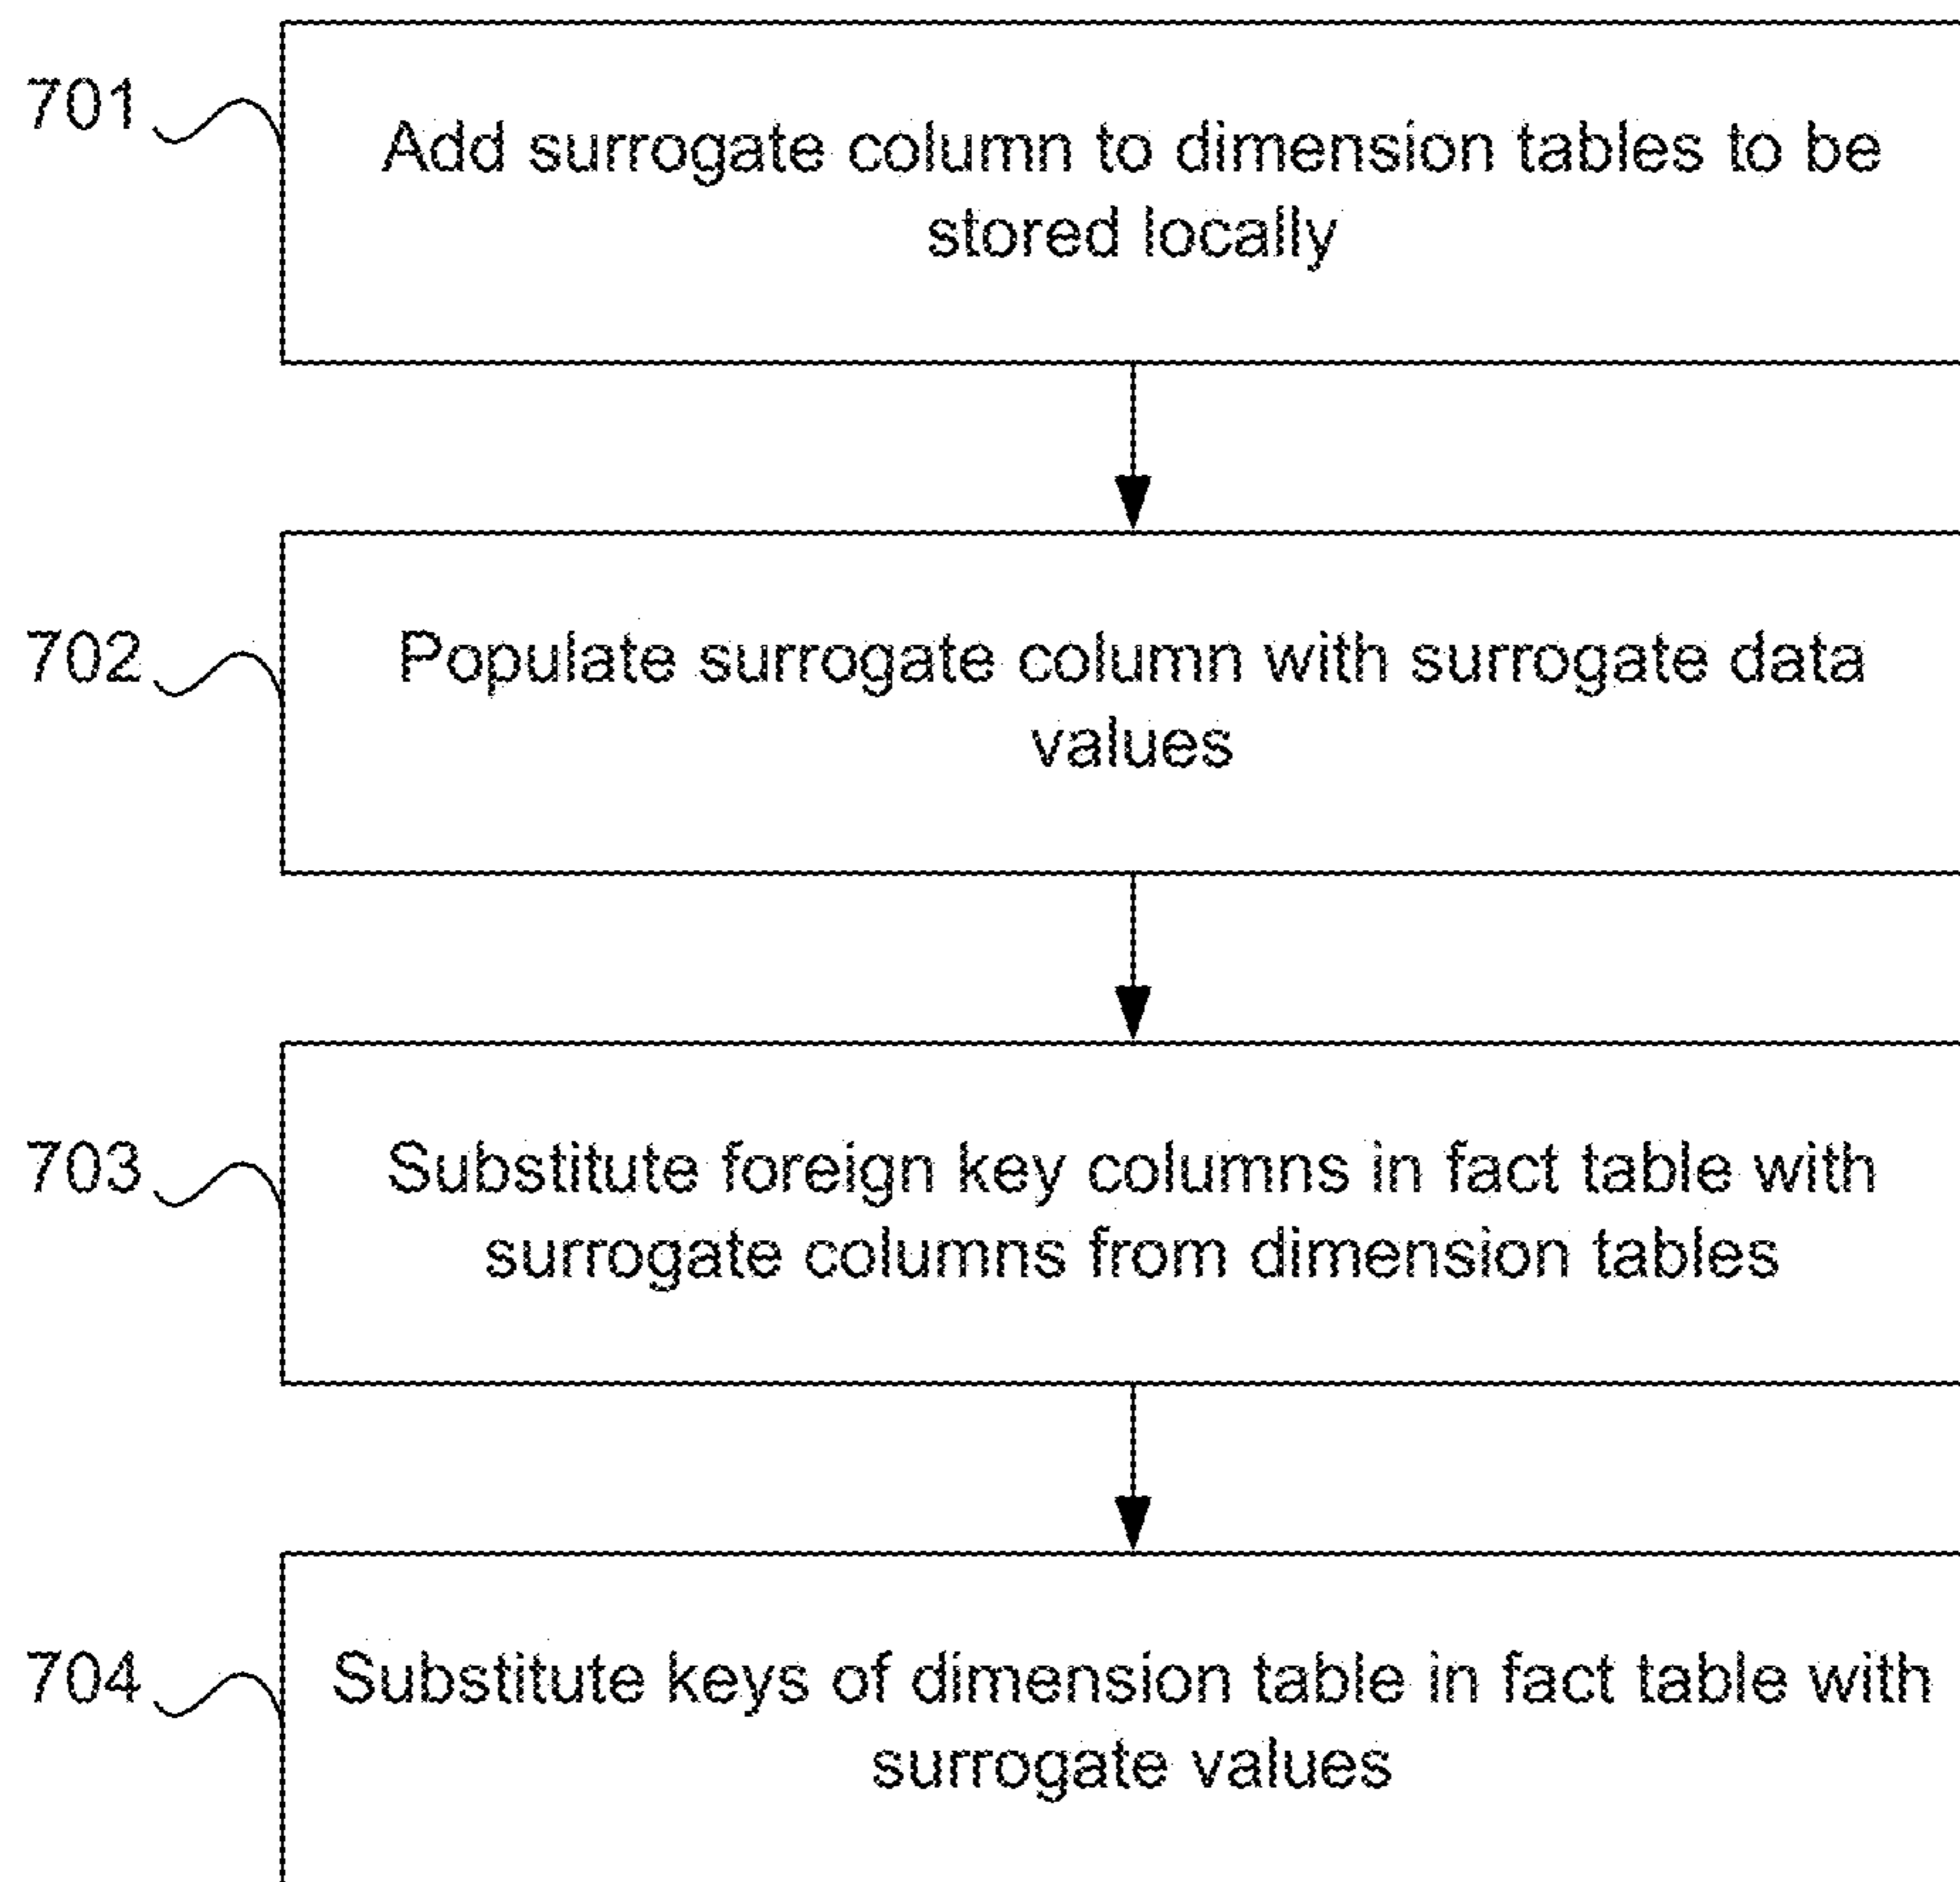 701
Add surrogate column to dimension tables to be
stored locally
702
Populate surrogate column with surrogate data
values
703
Substitute foreign key columns in fact table with
surrogate columns from dimension tables
704
Substitute keys of dimension table in fact table with
surrogate values